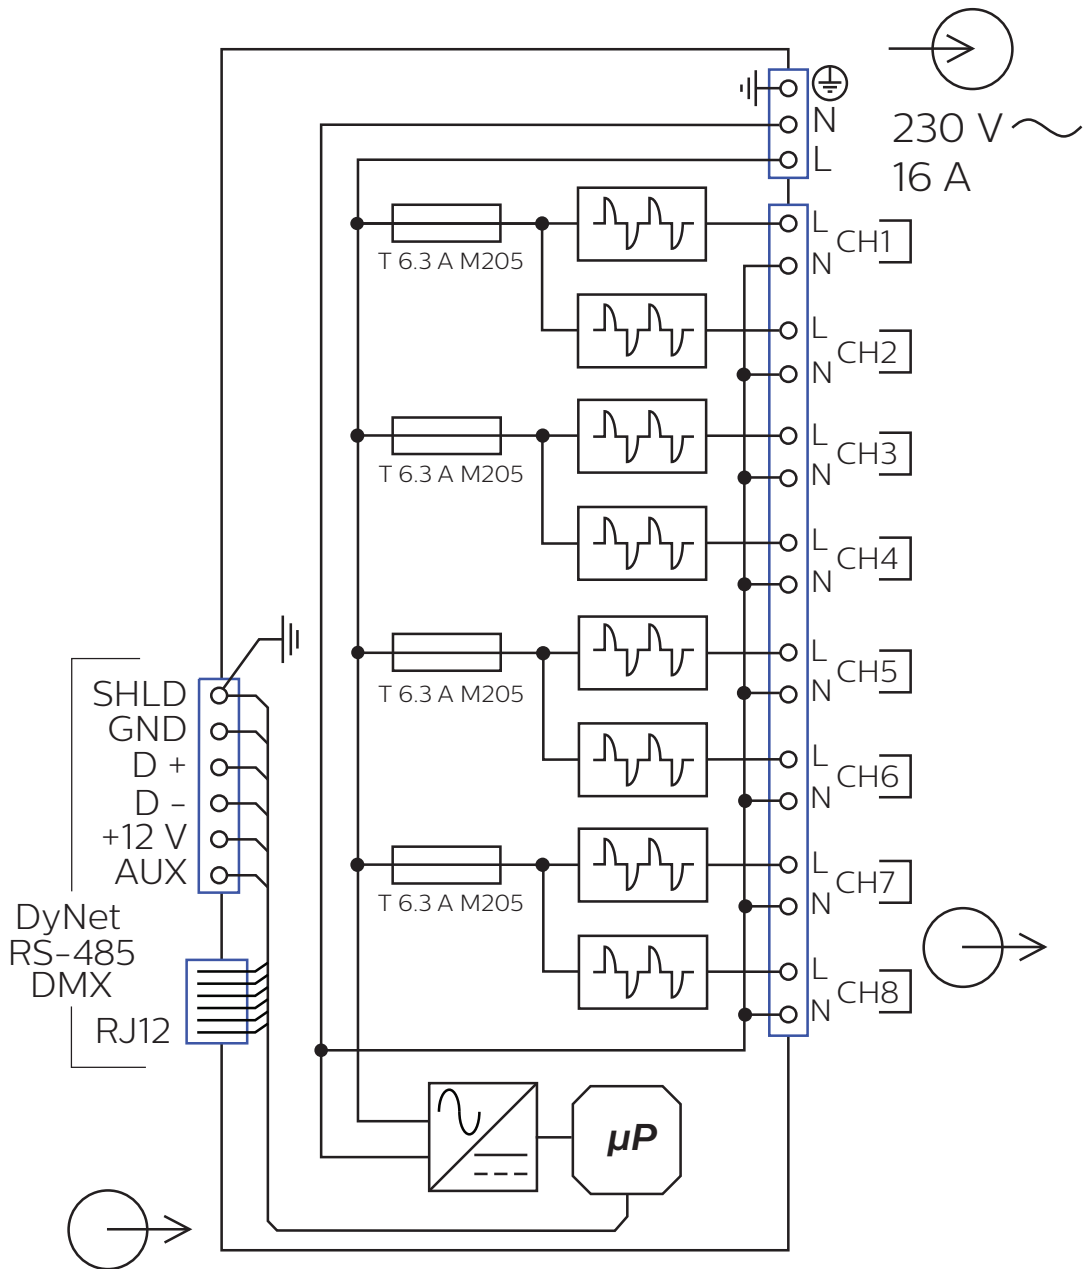 N
L
230 V
16 A
L
N
CH1
T 6.3 A M205
L
N
CH2
L
N
CH3
T 6.3 A M205
L
N
CH4
L
N
CH5
T 6.3 A M205
L
N
CH6
L
N
CH7
T 6.3 A M205
L
N
CH8
SHLD
GND
D +
D -
+12 V
AUX
DyNet
RS-485
DMX
RJ12
µP